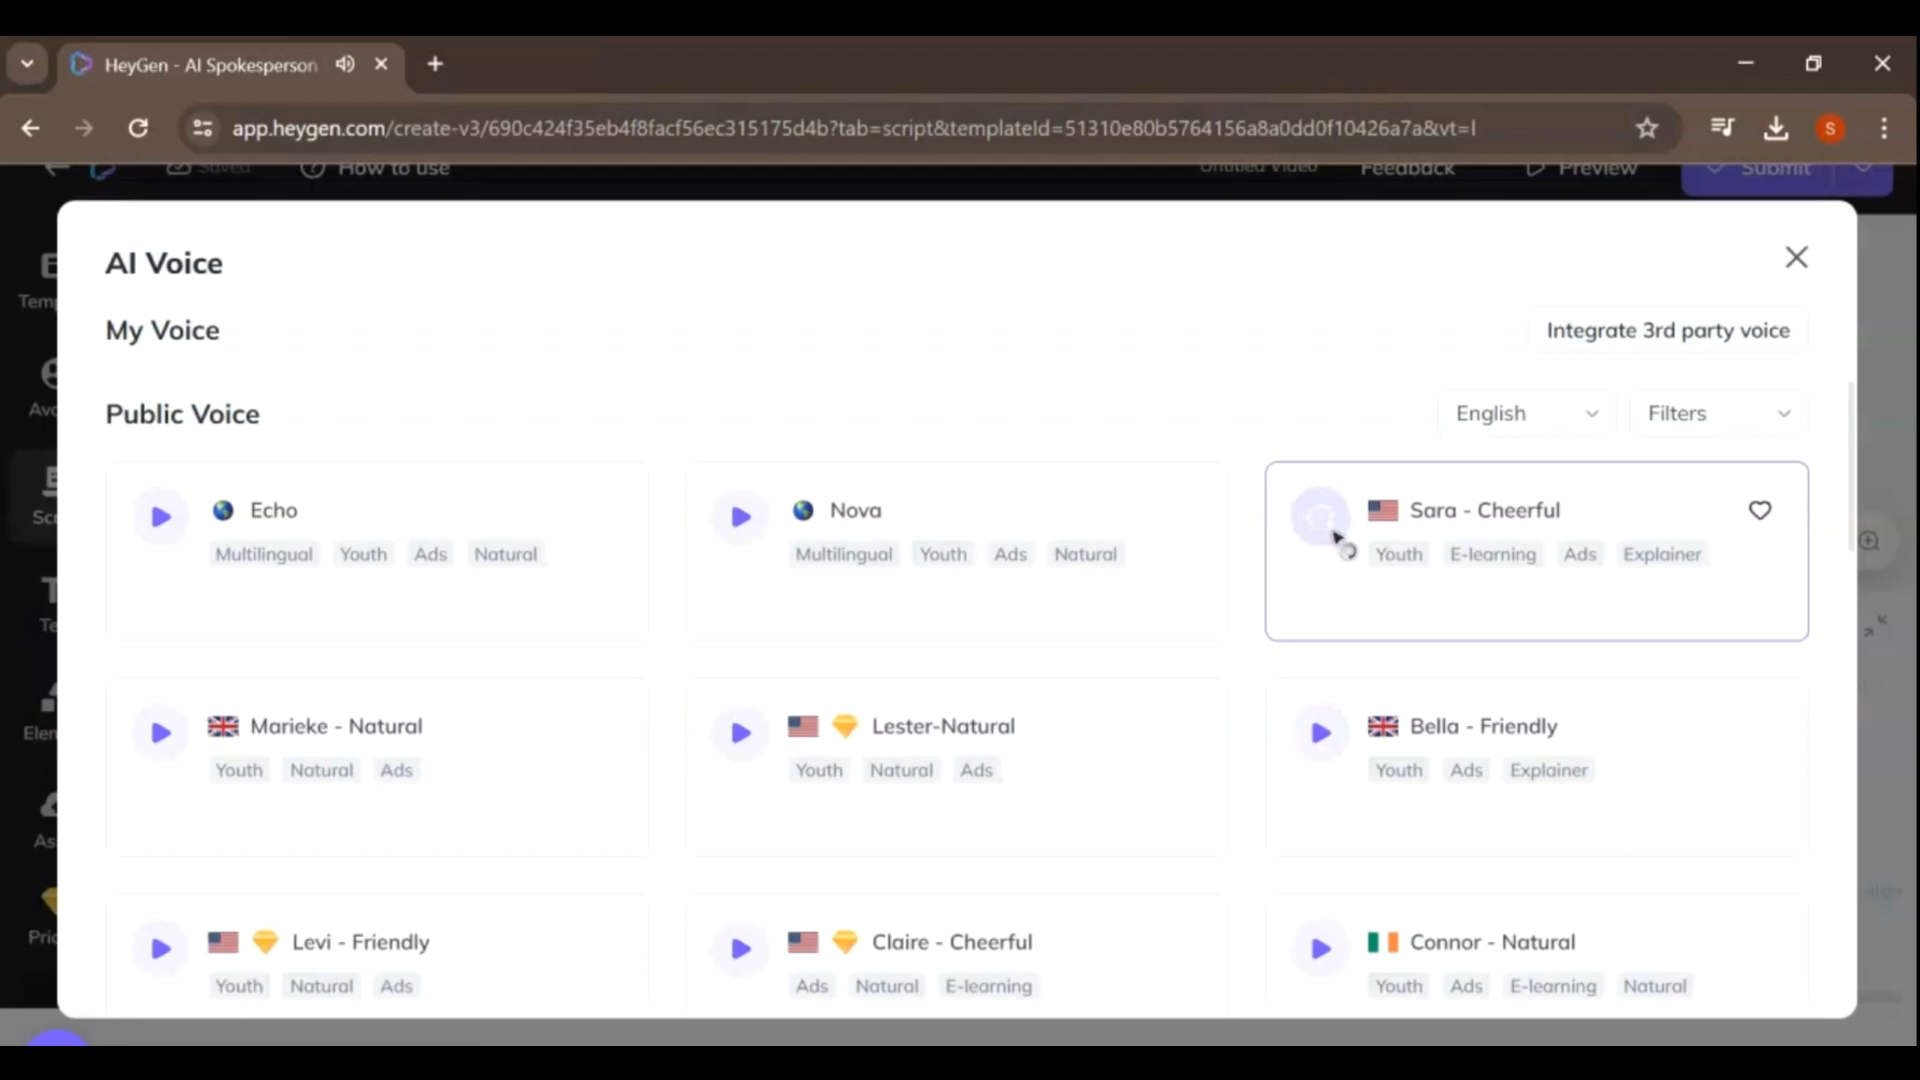 HeyGen - AI Spokesperson
app.heygen.com/create-v3/690c424f35eb4f8facf56ec315175d4b?tab=script&templateId=51310e80b5764156a8a0dd0f10426a7a&vt=l
S
Saved How to use Untitled Video Feedback Preview Submit
AI Voice
My Voice Integrate 3rd party voice
Public Voice English Filters
Echo Nova Sara - Cheerful
Multilingual Youth Ads Natural Multilingual Youth Ads Natural Youth E-learning Ads Explainer
Marieke - Natural Lester-Natural Bella - Friendly
Youth Natural Ads Youth Natural Ads Youth Ads Explainer
Levi - Friendly Claire - Cheerful Connor - Natural
Youth Natural Ads Ads Natural E-learning Youth Ads E-learning Natural